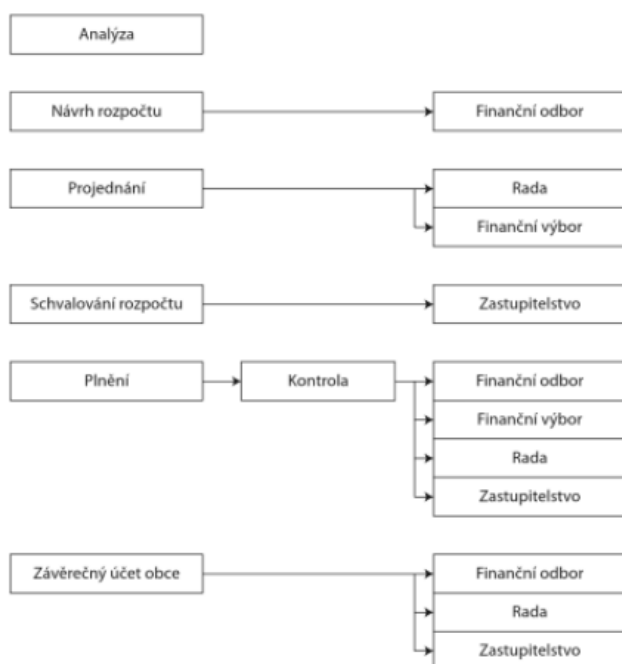 Analýza
Návrh rozpočtu
Finanční odbor
Projednání
Rada
Finanční výbor
Schvalování rozpočtu
Zastupitelstvo
Plnění
Kontrola
Finanční odbor
Finanční výbor
Rada
Zastupitelstvo
Závěrečný účet obce
Finanční odbor
Rada
Zastupitelstvo